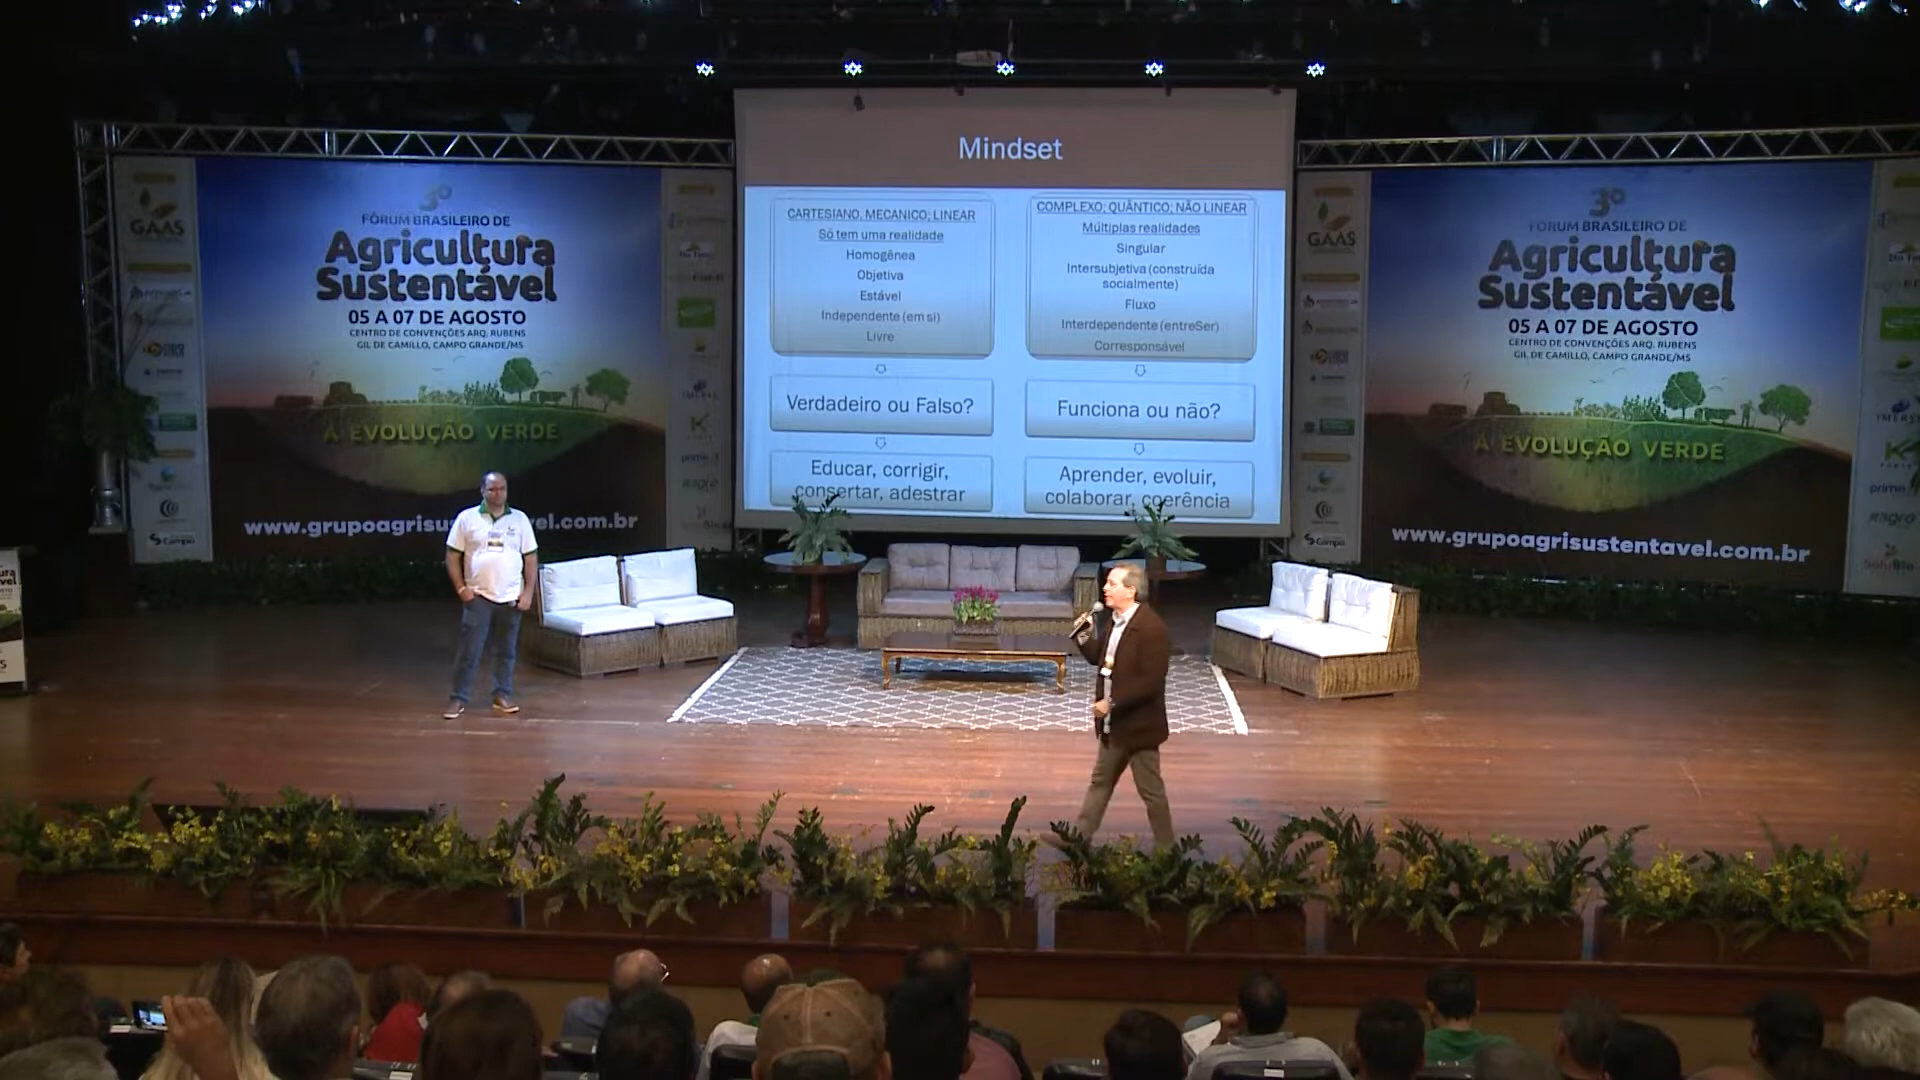 Mindset
CARTESIANO, MECANICO; LINEAR
Só tem uma realidade
Homogênea
Objetiva
Estável
Independente (em si)
Livre
Verdadeiro ou Falso?
Educar, corrigir,
consertar, adestrar
COMPLEXO; QUÂNTICO; NÃO LINEAR
Múltiplas realidades
Singular
Intersubjetiva (construída
socialmente)
Fluxo
Interdependente (entreSer)
Corresponsável
Funciona ou não?
Aprender, evoluir,
colaborar, coerência
GAAS
3º
FÓRUM BRASILEIRO DE
Agricultura
Sustentável
05 A 07 DE AGOSTO
CENTRO DE CONVENÇÕES ARQ. RUBENS
GIL DE CAMILLO, CAMPO GRANDE/MS
A EVOLUÇÃO VERDE
www.grupoagrisus vel.com.br
Campo
GAAS
3º
FÓRUM BRASILEIRO DE
Agricultura
Sustentável
05 A 07 DE AGOSTO
CENTRO DE CONVENÇÕES ARQ. RUBENS
GIL DE CAMILLO, CAMPO GRANDE/MS
A EVOLUÇÃO VERDE
www.grupoagrisustentavel.com.br
Campo